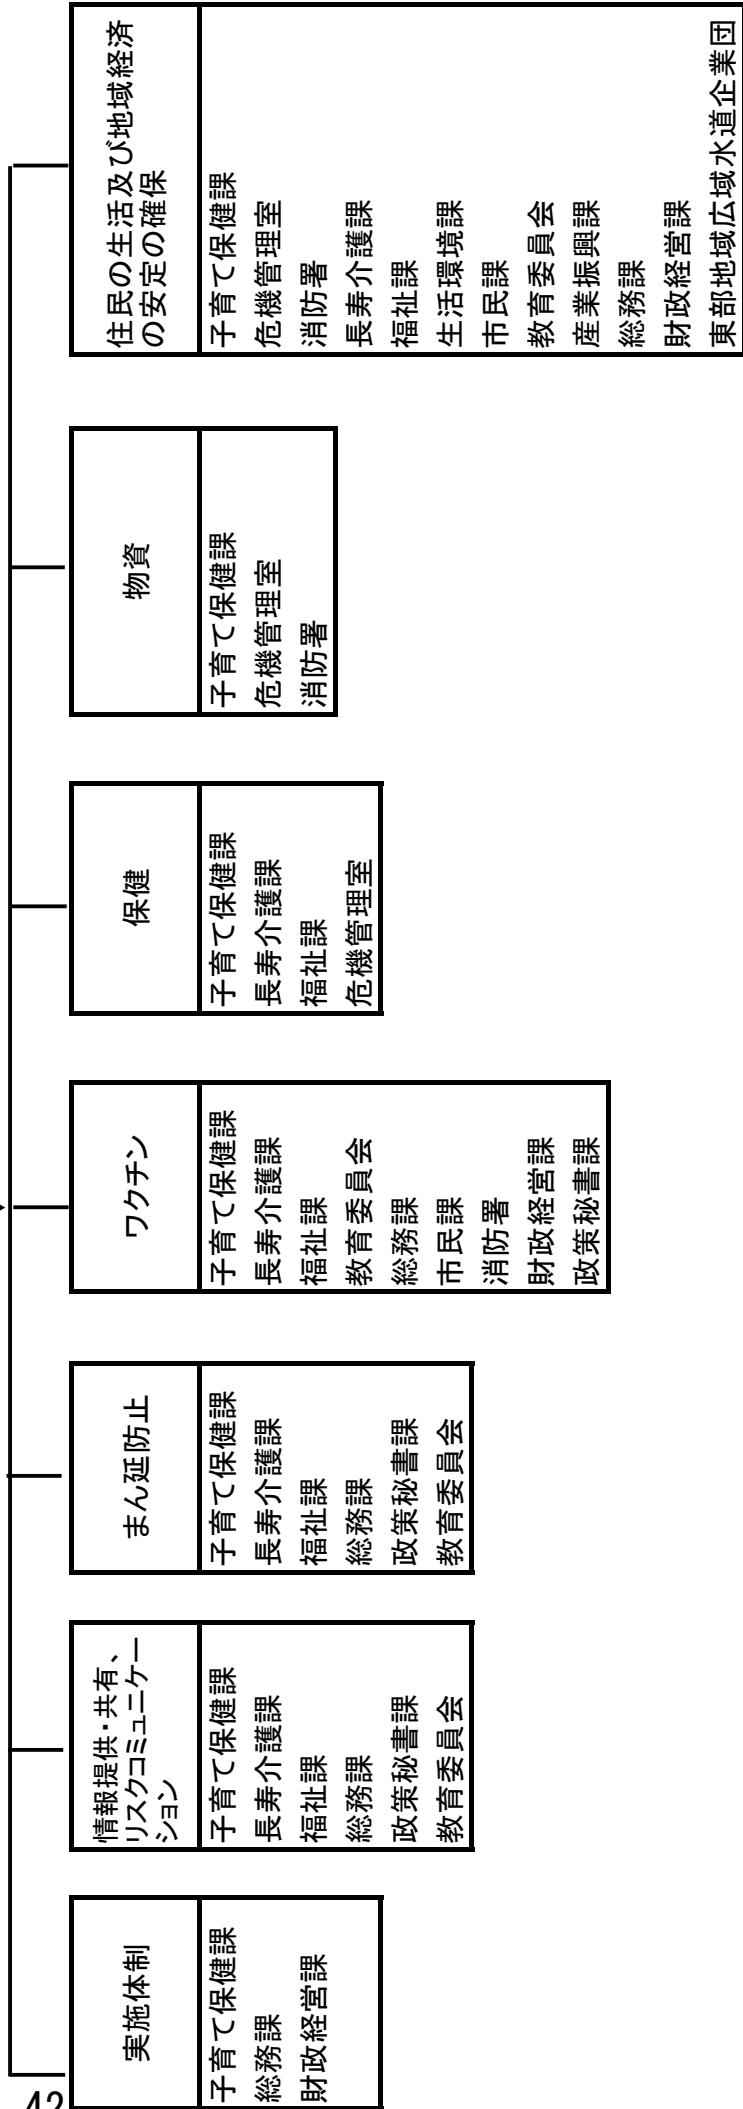 42
実施体制
子育て保健課
総務課
財政経営課
情報提供・共有、
リスクコミュニケー
ション
子育て保健課
長寿介護課
福祉課
総務課
政策秘書課
教育委員会
まん延防止
子育て保健課
長寿介護課
福祉課
総務課
政策秘書課
教育委員会
ワクチン
子育て保健課
長寿介護課
福祉課
教育委員会
総務課
市民課
消防署
財政経営課
政策秘書課
保健
子育て保健課
長寿介護課
福祉課
危機管理室
物資
子育て保健課
危機管理室
消防署
住民の生活及び地域経済
の安定の確保
子育て保健課
危機管理室
消防署
長寿介護課
福祉課
生活環境課
市民課
教育委員会
産業振興課
総務課
財政経営課
東部地域広域水道企業団